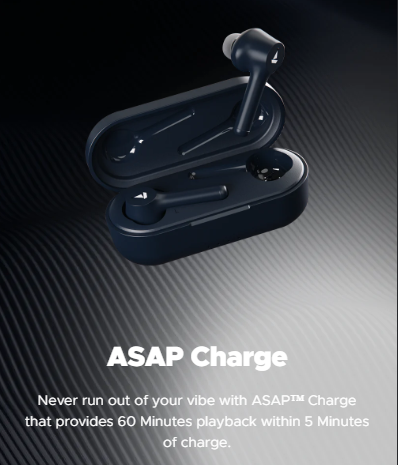 ASAP Charge
Never run out of your vibe with ASAP™ Charge
that provides 60 Minutes playback within 5 Minutes
of charge.